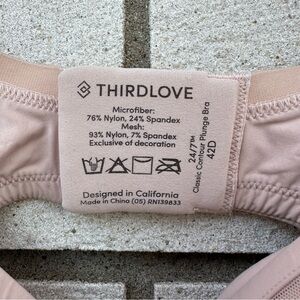 THIRDLOVE
Microfiber:
76% Nylon, 24% Spandex
Mesh:
93% Nylon, 7% Spandex
Exclusive of decoration
Designed in California
Made in China (05) RN139833
24/7™
Classic Contour Plunge Bra
42D